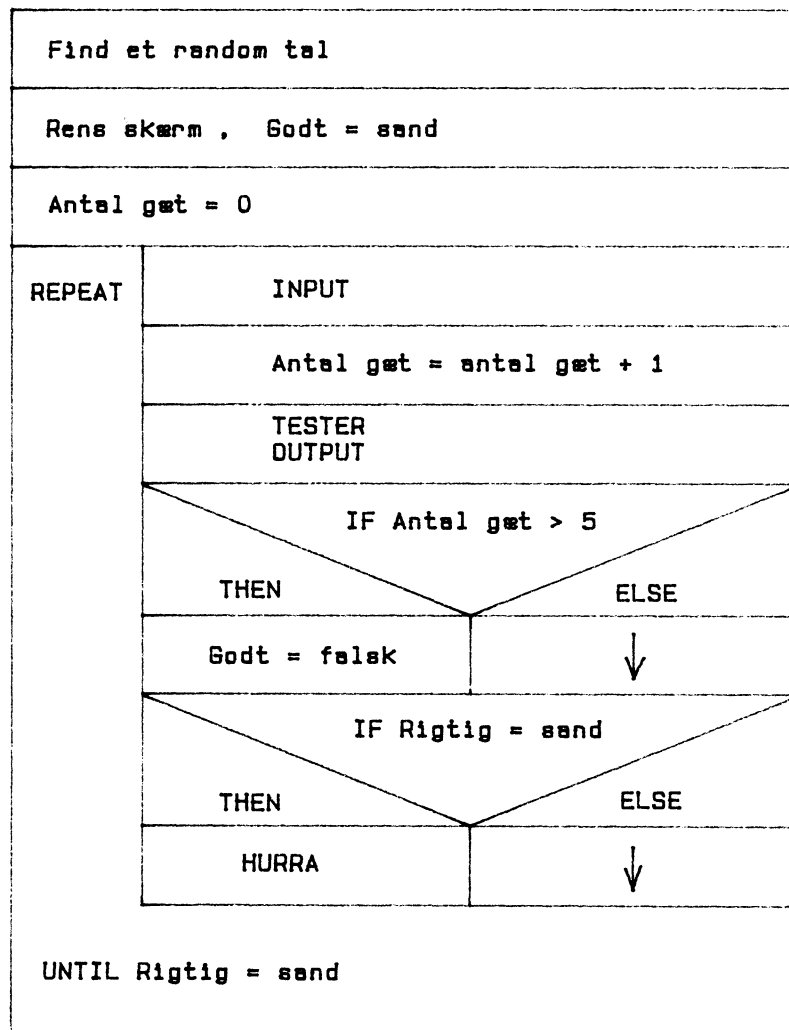 Find et random tal
Rens skærm , Godt = sand
Antal gæt = 0
REPEAT
INPUT
Antal gæt = antal gæt + 1
TESTER
OUTPUT
IF Antal gæt > 5
THEN
ELSE
Godt = falsk
IF Rigtig = sand
THEN
ELSE
HURRA
UNTIL Rigtig = sand